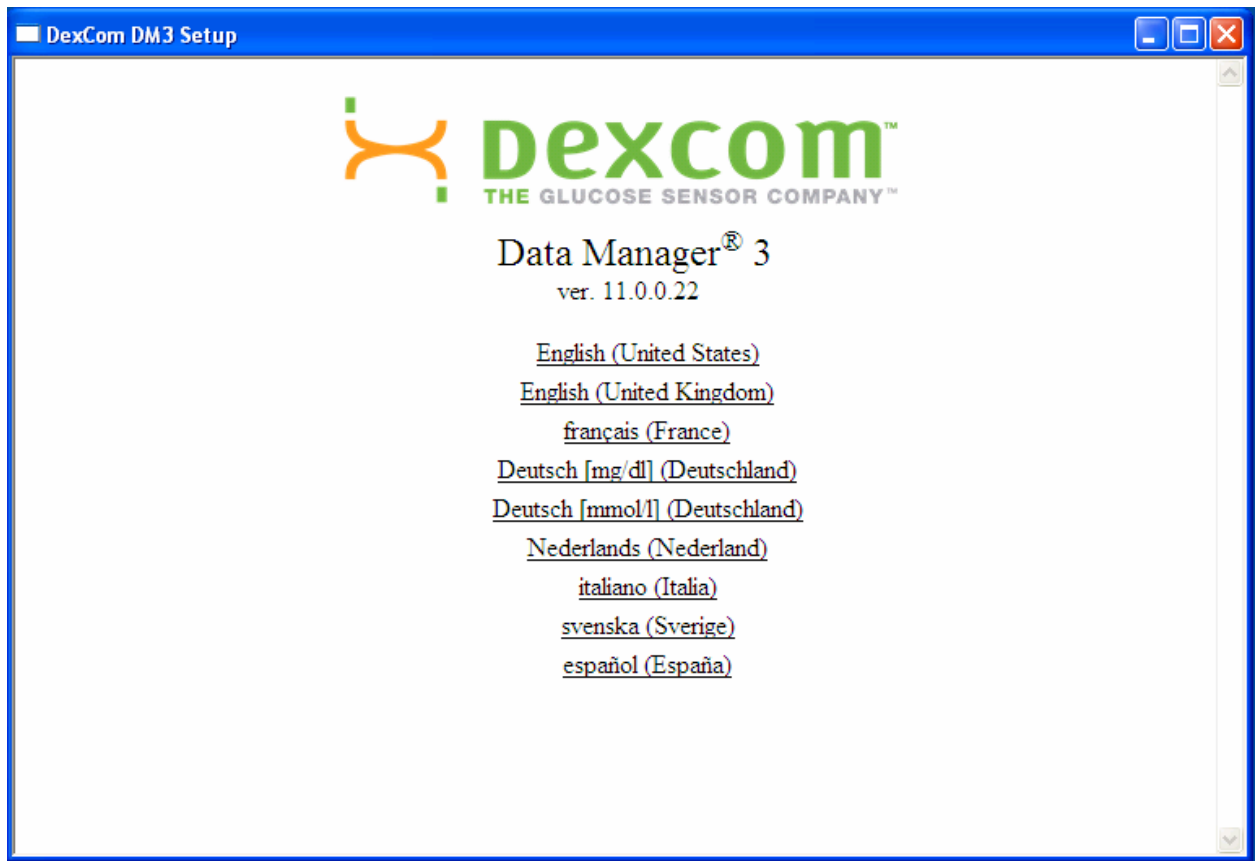 DexCom DM3 Setup
Dexcom™
THE GLUCOSE SENSOR COMPANY™
Data Manager® 3
ver. 11.0.0.22
English (United States)
English (United Kingdom)
français (France)
Deutsch [mg/dl] (Deutschland)
Deutsch [mmol/l] (Deutschland)
Nederlands (Nederland)
italiano (Italia)
svenska (Sverige)
español (España)